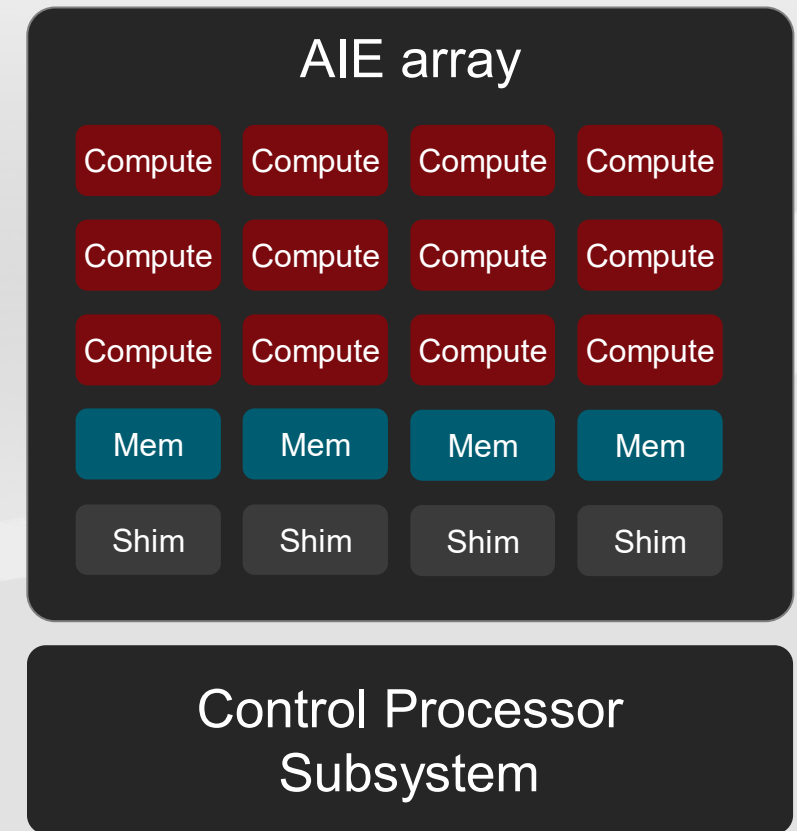 AIE array
Compute Compute Compute Compute
Compute Compute Compute Compute
Compute Compute Compute Compute
Mem Mem Mem Mem
Shim Shim Shim Shim
Control Processor
Subsystem